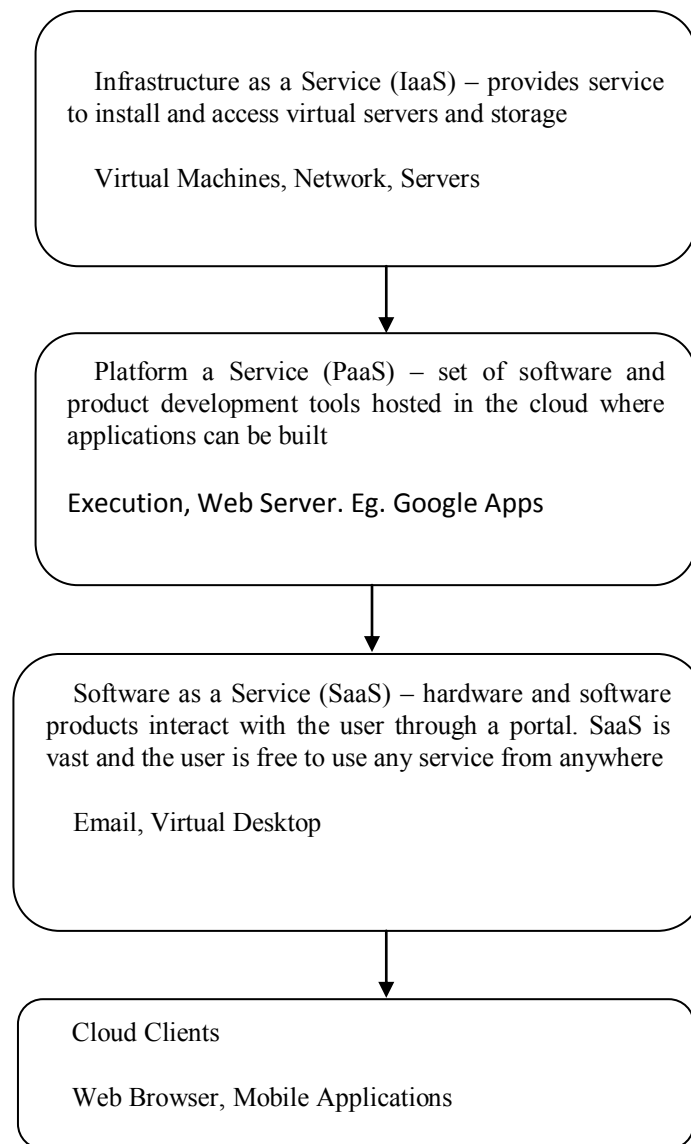 Infrastructure as a Service (IaaS) – provides service
to install and access virtual servers and storage
Virtual Machines, Network, Servers
Platform a Service (PaaS) – set of software and
product development tools hosted in the cloud where
applications can be built
Execution, Web Server. Eg. Google Apps
Software as a Service (SaaS) – hardware and software
products interact with the user through a portal. SaaS is
vast and the user is free to use any service from anywhere
Email, Virtual Desktop
Cloud Clients
Web Browser, Mobile Applications